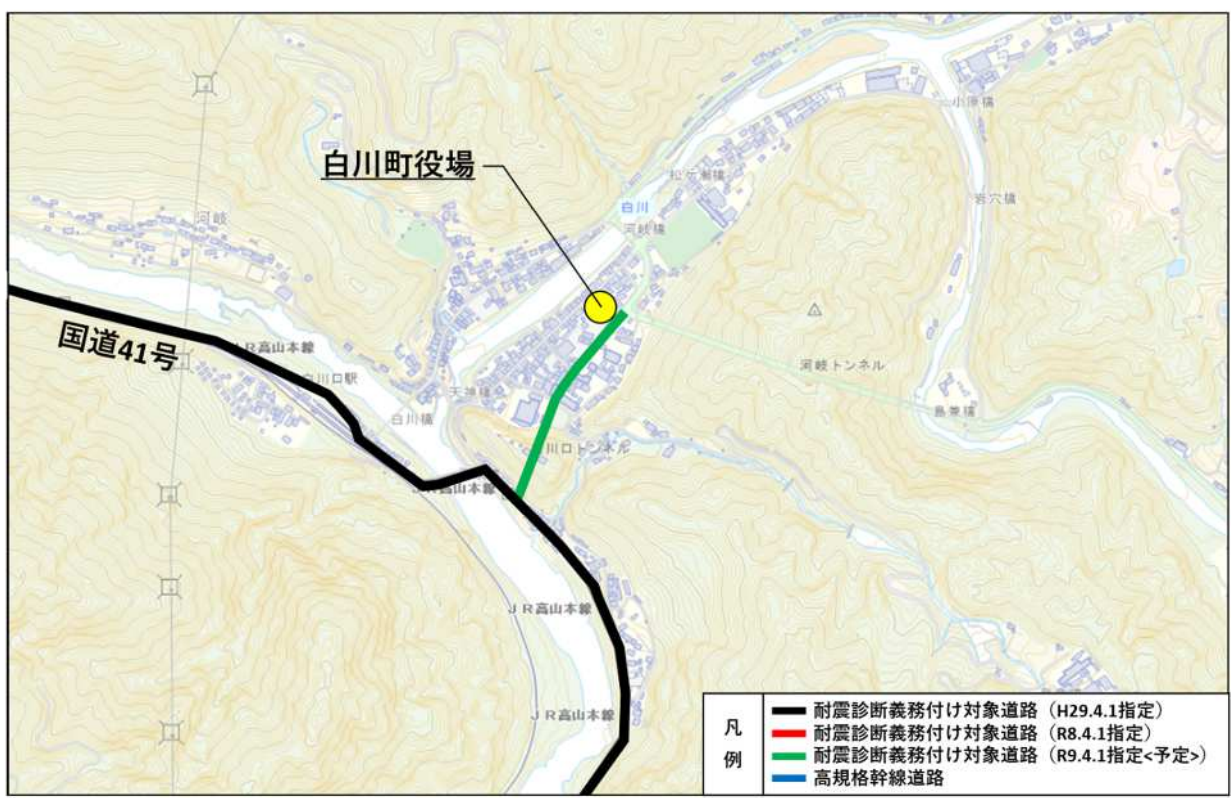 小原橋
白川町役場
松ケ瀬橋
岩穴橋
白川
河岐
河岐橋
国道41号
JR高山本線
河岐トンネル
白川口駅
天神橋
島兼橋
白川橋
川口トンネル
JR高山本線
JR高山本線
JR高山本線
凡例
耐震診断義務付け対象道路（H29.4.1指定）
耐震診断義務付け対象道路（R8.4.1指定）
耐震診断義務付け対象道路（R9.4.1指定<予定>）
高規格幹線道路